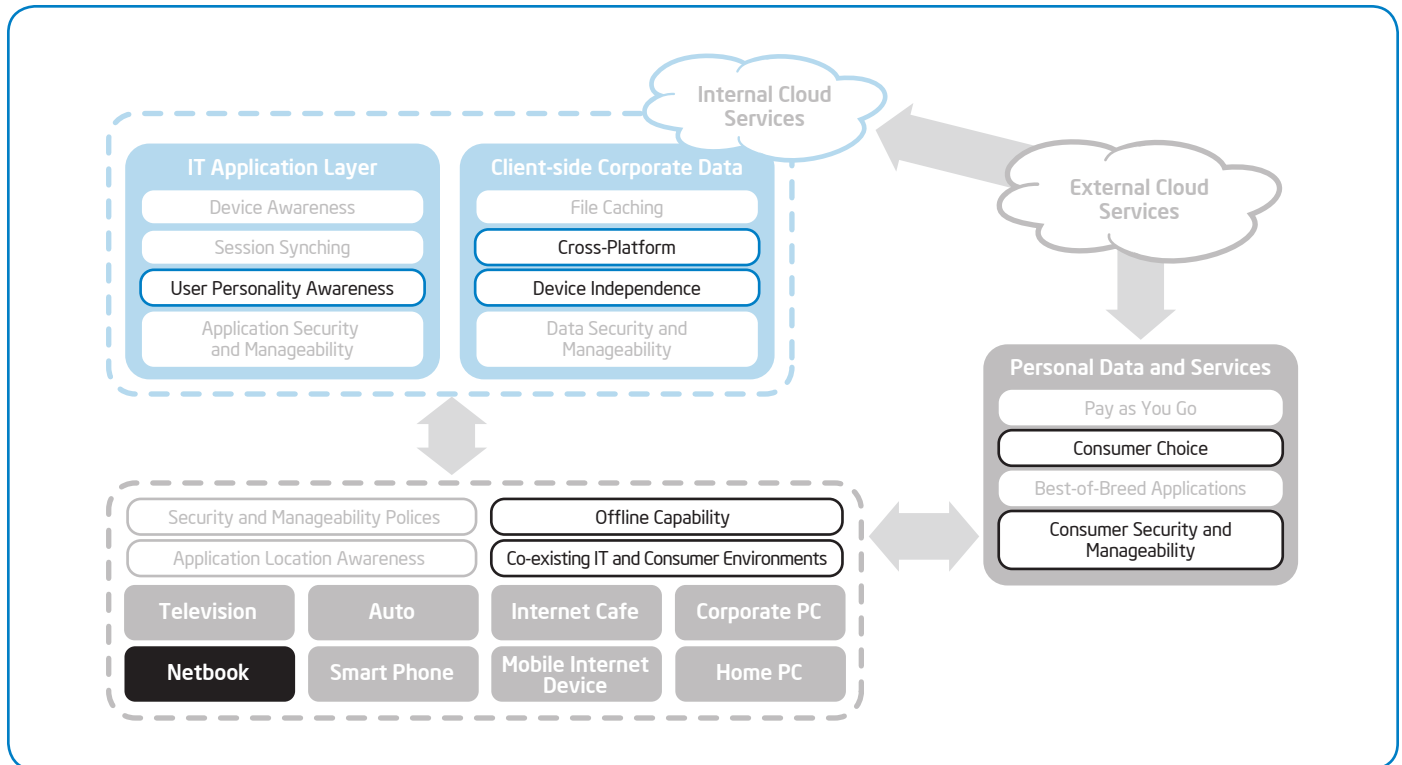 Internal Cloud
Services
IT Application Layer
Device Awareness
Session Synching
User Personality Awareness
Application Security
and Manageability
Client-side Corporate Data
File Caching
Cross-Platform
Device Independence
Data Security and
Manageability
External Cloud
Services
Personal Data and Services
Pay as You Go
Consumer Choice
Best-of-Breed Applications
Consumer Security and
Manageability
Security and Manageability Polices
Offline Capability
Application Location Awareness
Co-existing IT and Consumer Environments
Television
Auto
Internet Cafe
Corporate PC
Netbook
Smart Phone
Mobile Internet
Device
Home PC